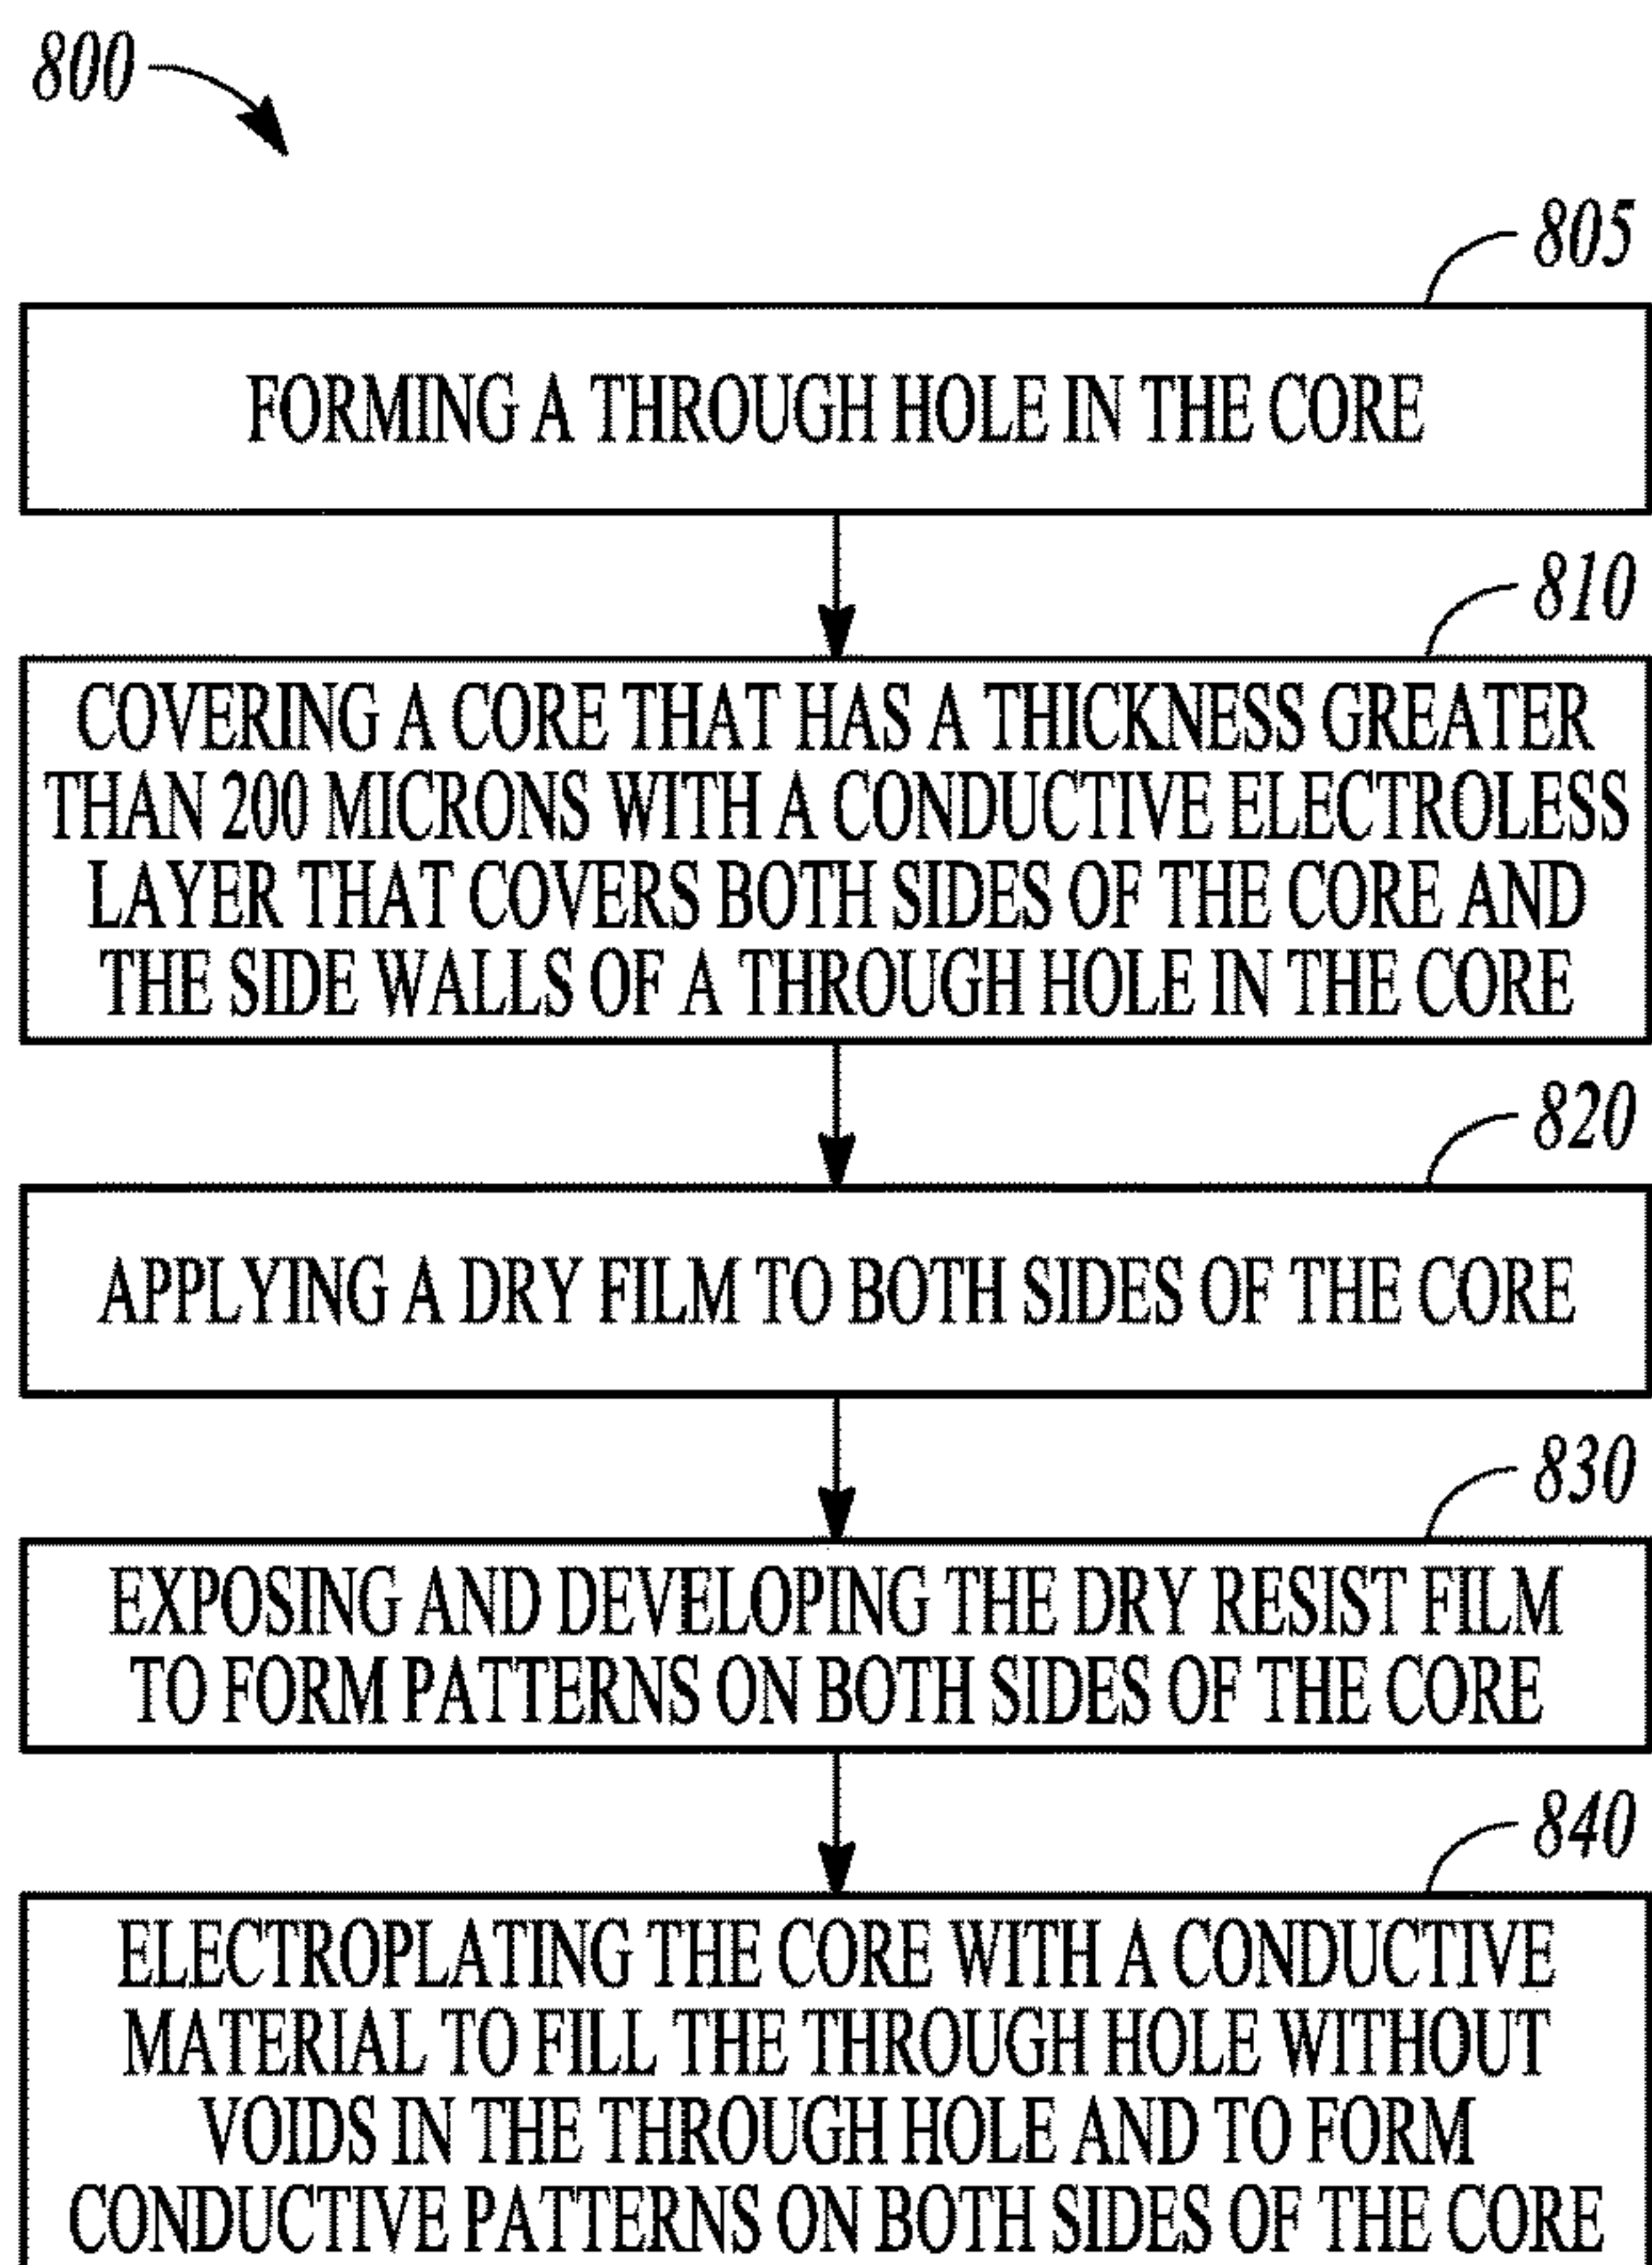 800
805
FORMING A THROUGH HOLE IN THE CORE
810
COVERING A CORE THAT HAS A THICKNESS GREATER
THAN 200 MICRONS WITH A CONDUCTIVE ELECTROLESS
LAYER THAT COVERS BOTH SIDES OF THE CORE AND
THE SIDE WALLS OF A THROUGH HOLE IN THE CORE
820
APPLYING A DRY FILM TO BOTH SIDES OF THE CORE
830
EXPOSING AND DEVELOPING THE DRY RESIST FILM
TO FORM PATTERNS ON BOTH SIDES OF THE CORE
840
ELECTROPLATING THE CORE WITH A CONDUCTIVE
MATERIAL TO FILL THE THROUGH HOLE WITHOUT
VOIDS IN THE THROUGH HOLE AND TO FORM
CONDUCTIVE PATTERNS ON BOTH SIDES OF THE CORE